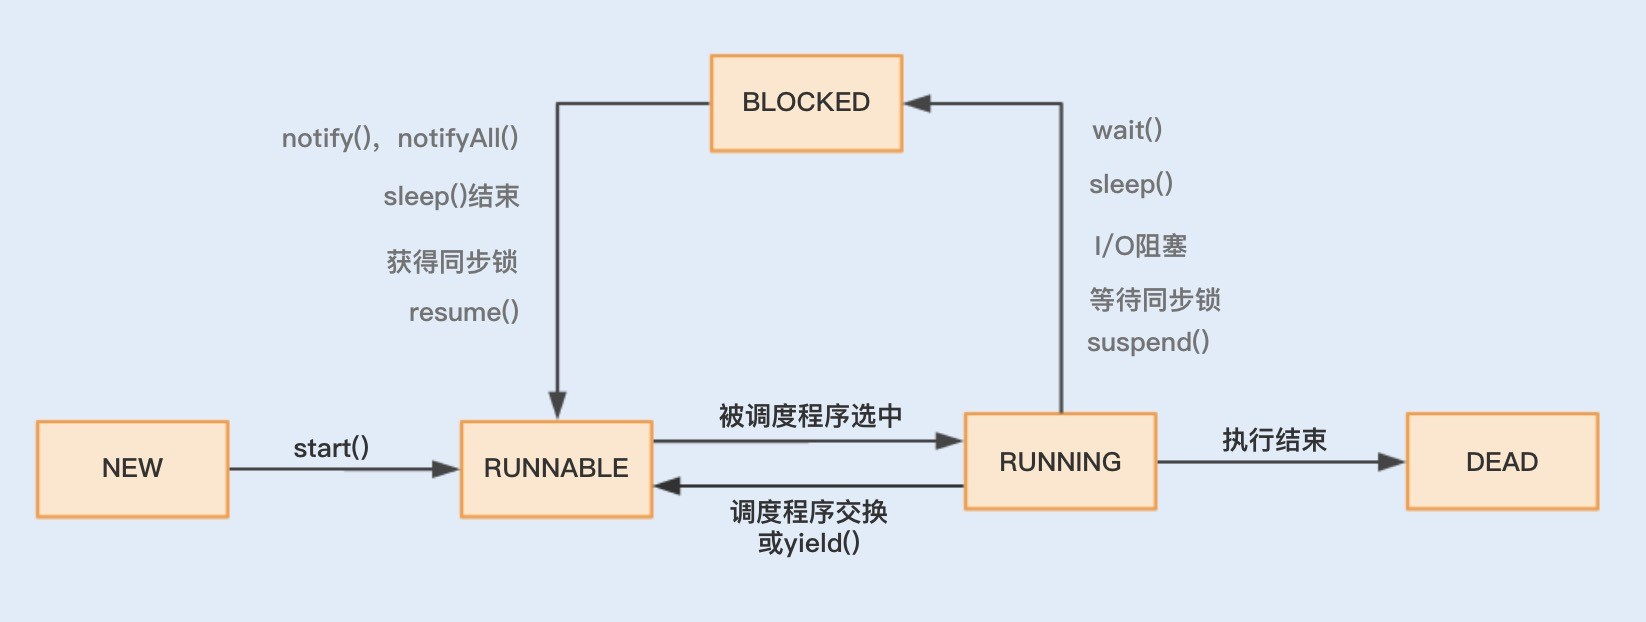 BLOCKED
notify()，notifyAll()
sleep()结束
获得同步锁
resume()
wait()
sleep()
I/O阻塞
等待同步锁
suspend()
NEW
start()
RUNNABLE
被调度程序选中
调度程序交换
或yield()
RUNNING
执行结束
DEAD